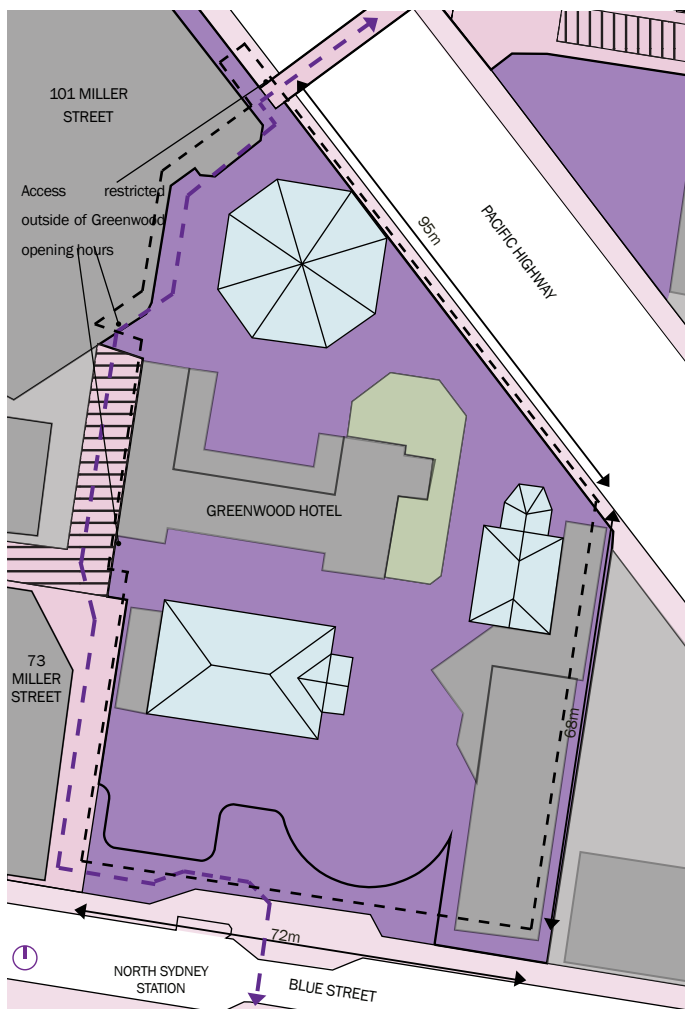 101 MILLER
STREET
Access restricted
outside of Greenwood
opening hours
95m
PACIFIC HIGHWAY
GREENWOOD HOTEL
73
MILLER
STREET
68m
72m
NORTH SYDNEY
STATION
BLUE STREET